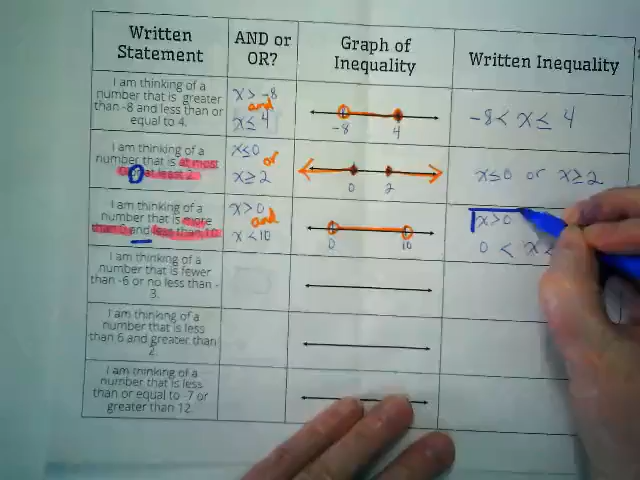 Written Statement
AND or OR?
Graph of Inequality
Written Inequality
I am thinking of a
number that is greater
than -8 and less than or
equal to 4.
x > -8
and
x ≤ 4
-8 4
-8 < x ≤ 4
I am thinking of a
number that is at most
0 or at least 2.
x ≤ 0
or
x ≥ 2
0 2
x ≤ 0 or x ≥ 2
I am thinking of a
number that is more
than 0 and less than 10.
x > 0
and
x < 10
0 10
x > 0
0 < x <
I am thinking of a
number that is fewer
than -6 or no less than -
3.
I am thinking of a
number that is less
than 6 and greater than
2.
I am thinking of a
number that is less
than or equal to -7 or
greater than 12.